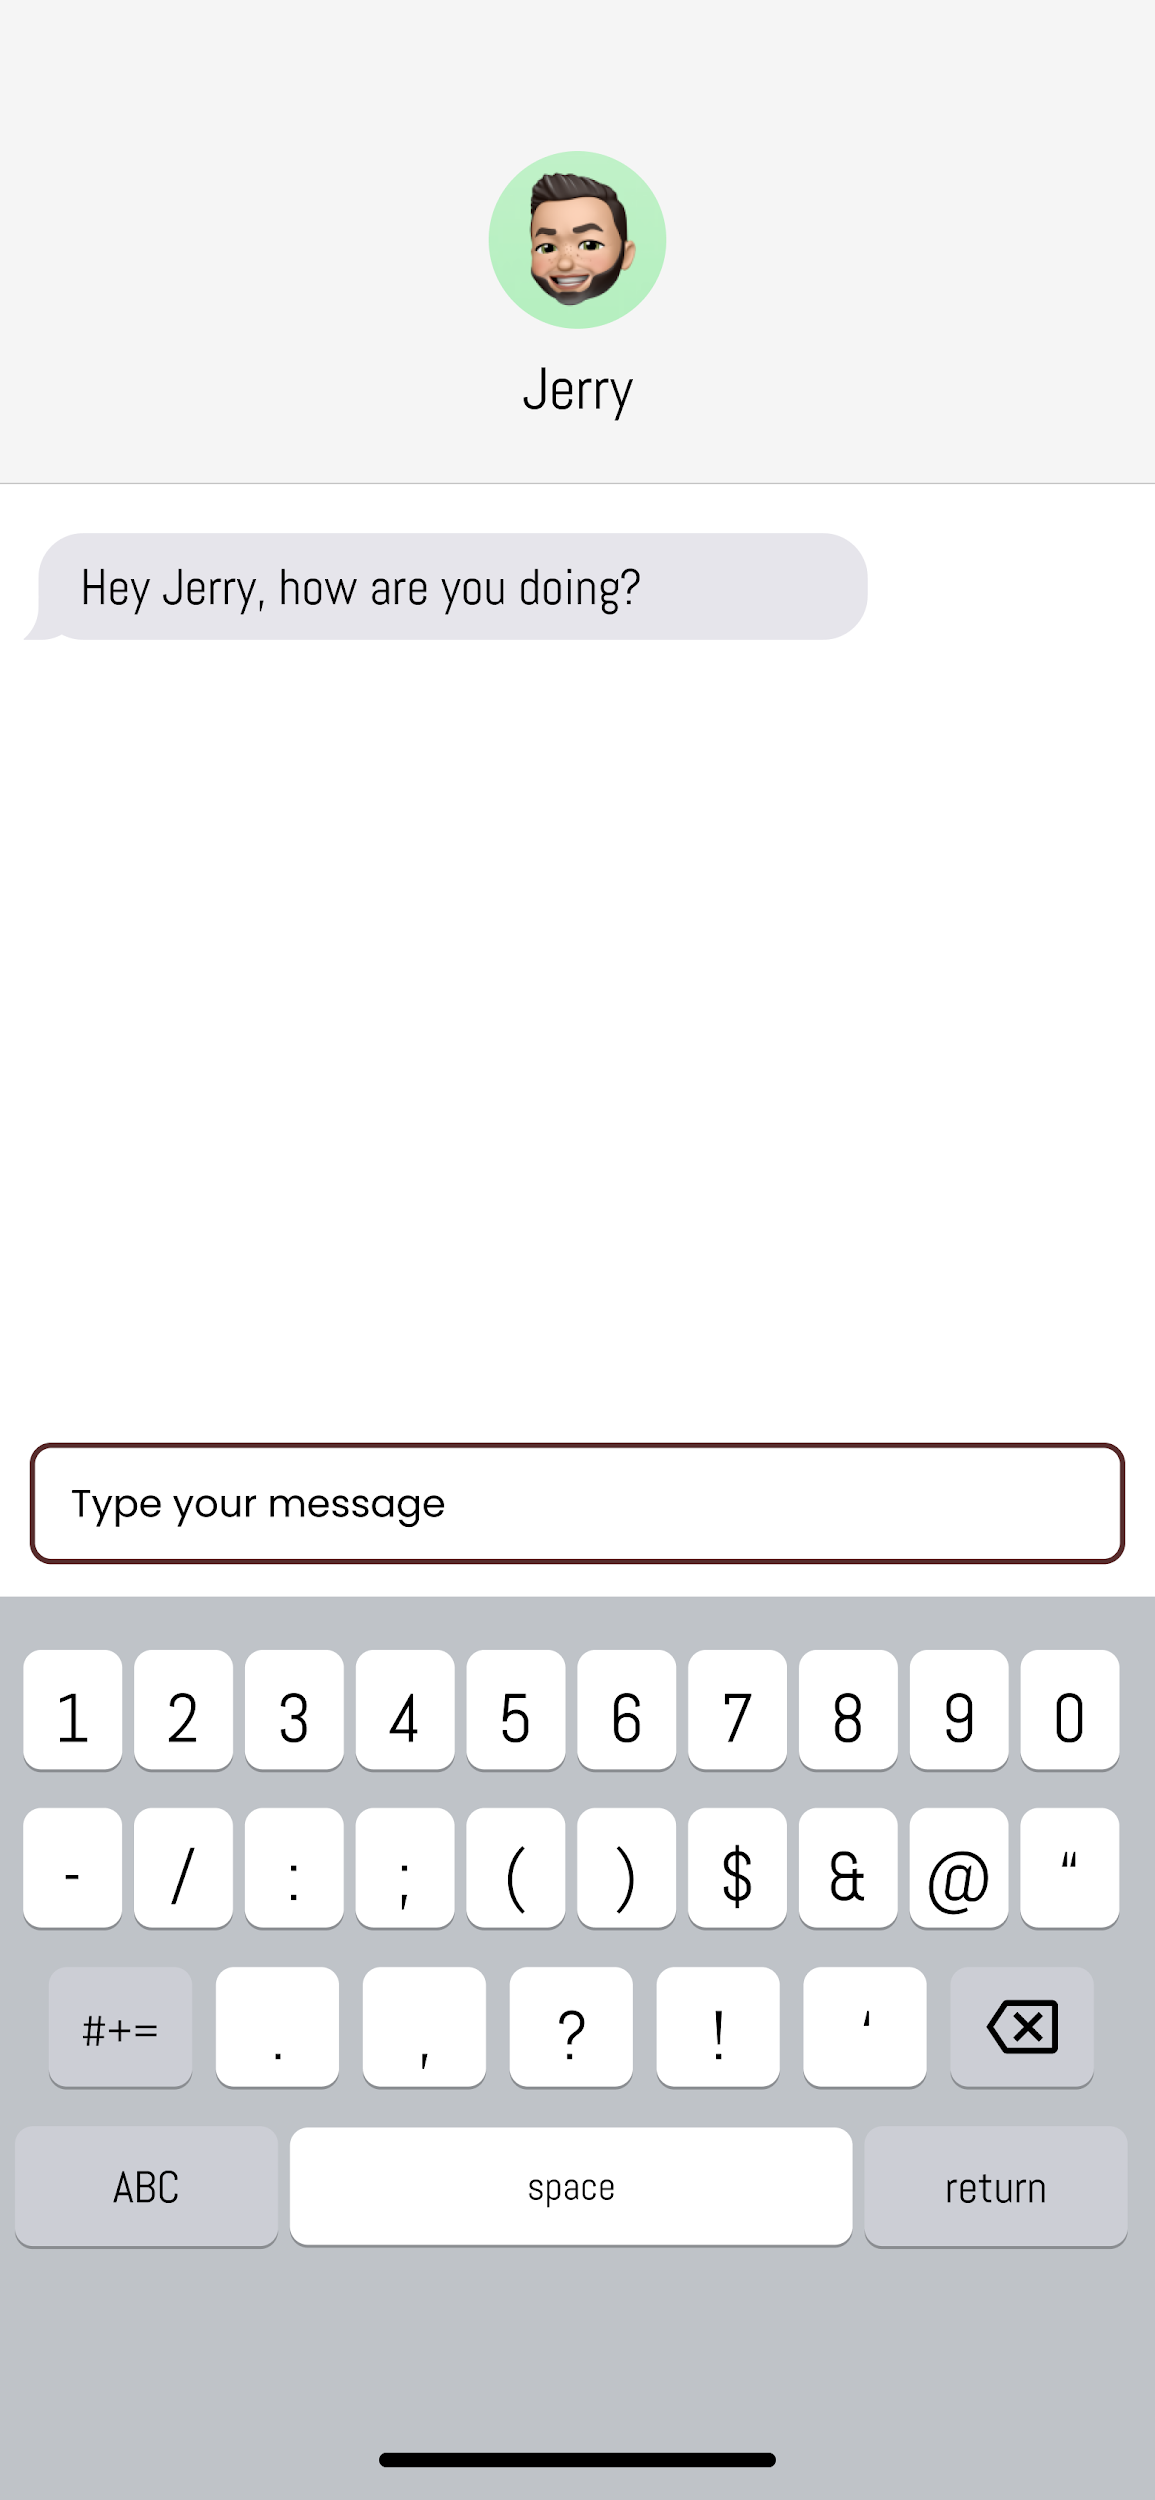 Jerry
Hey Jerry, how are you doing?
Type your message
1 2 3 4 5 6 7 8 9 0
- / : ; ( ) $ & @ “
#+= . , ? ! ‘
ABC space return